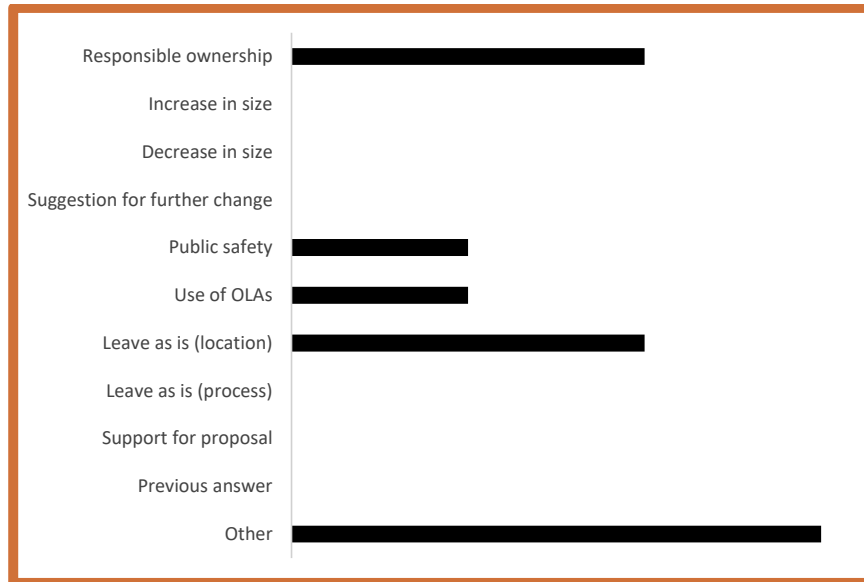 Responsible ownership
Increase in size
Decrease in size
Suggestion for further change
Public safety
Use of OLAs
Leave as is (location)
Leave as is (process)
Support for proposal
Previous answer
Other